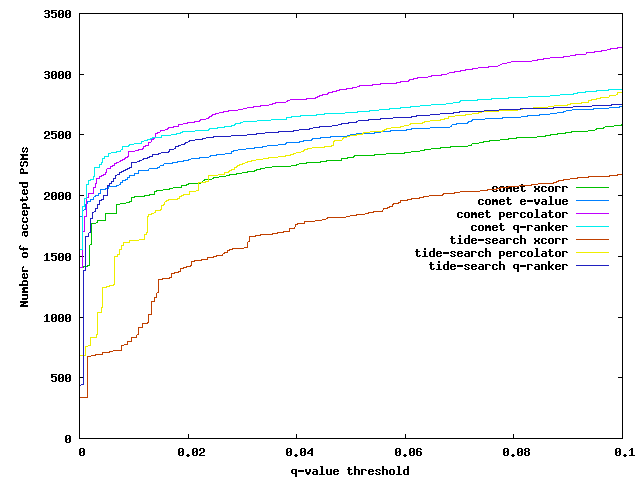 3500
3000
2500
2000
1500
1000
500
0
Number of accepted PSMs
comet xcorr
comet e-value
comet percolator
comet q-ranker
tide-search xcorr
tide-search percolator
tide-search q-ranker
0 0.02 0.04 0.06 0.08 0.1
q-value threshold